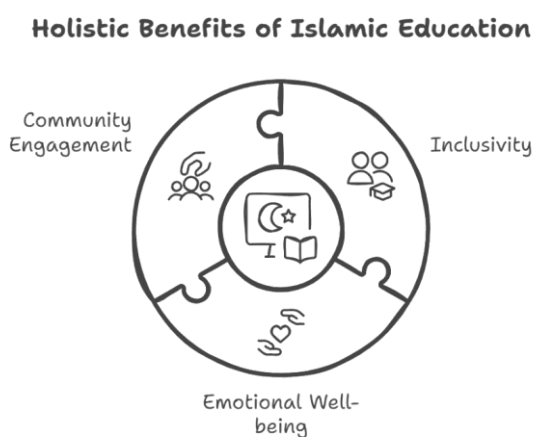 Holistic Benefits of Islamic Education
Community
Engagement
Inclusivity
Emotional Well-
being